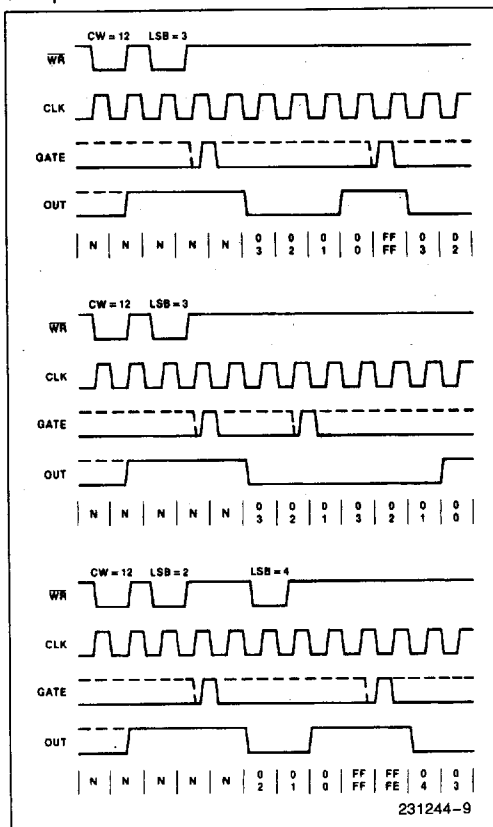 CW = 12 LSB = 3
WR
CLK
GATE
OUT
N N N N N 0 0 0 0 FF 0 0
3 2 1 0 FF 3 2
CW = 12 LSB = 3
WR
CLK
GATE
OUT
N N N N N 0 0 0 0 0 0 0
3 2 1 3 2 1 0
CW = 12 LSB = 2 LSB = 4
WR
CLK
GATE
OUT
N N N N N 0 0 0 FF FF 0 0
2 1 0 FF FE 4 3
231244-9